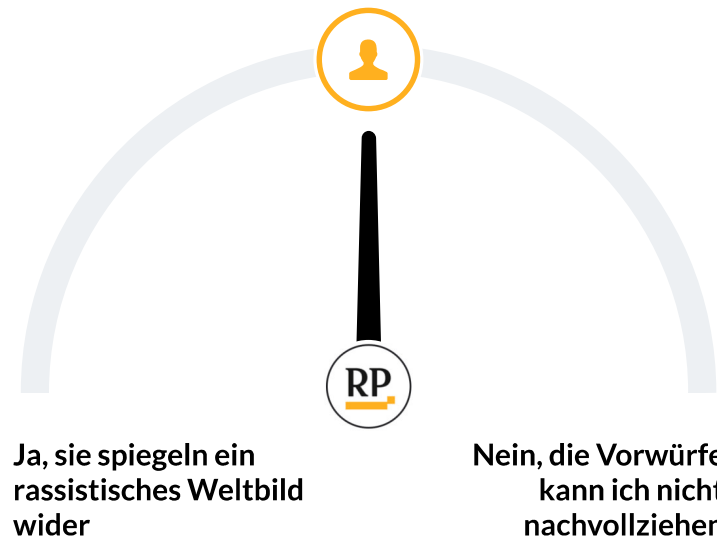 RP
Ja, sie spiegeln ein
rassistisches Weltbild
wider
Nein, die Vorwürfe
kann ich nicht
nachvollziehen